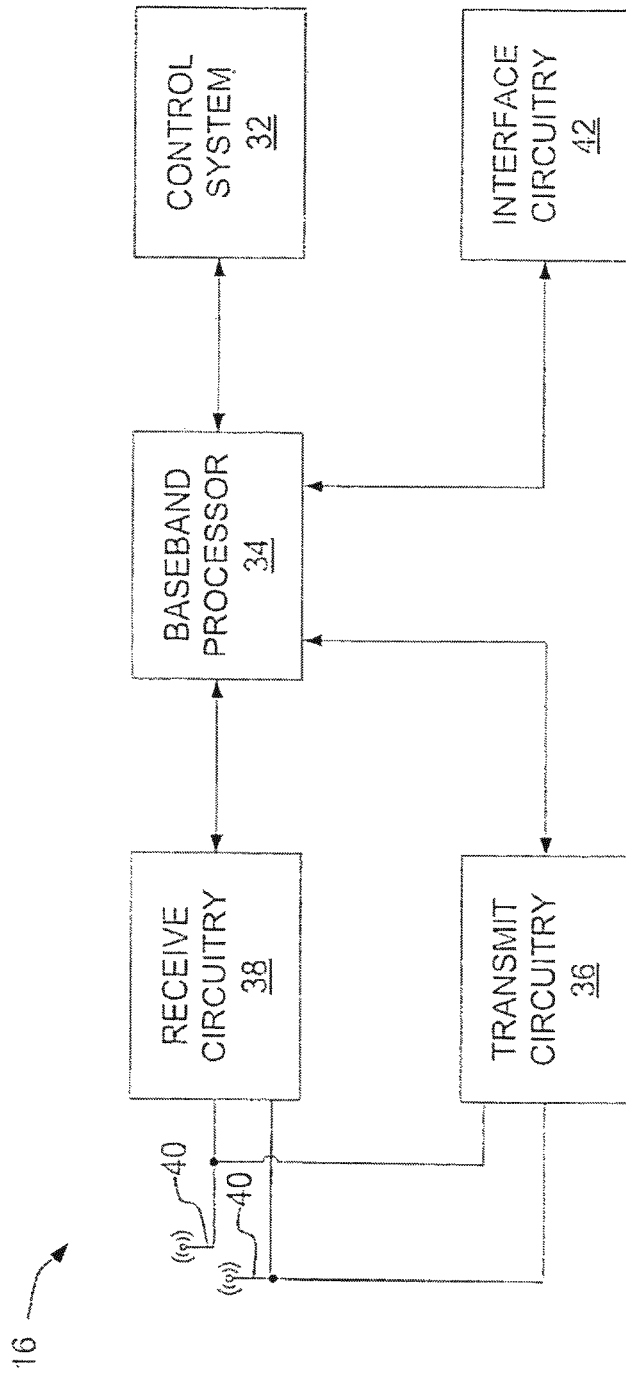 16
40
40
RECEIVE
CIRCUITRY
38
BASEBAND
PROCESSOR
34
CONTROL
SYSTEM
32
TRANSMIT
CIRCUITRY
36
INTERFACE
CIRCUITRY
42